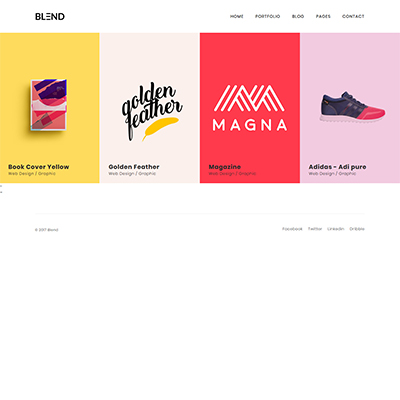 BLEND
HOME PORTFOLIO BLOG PAGES CONTACT
golden
feather
MAGNA
Book Cover Yellow
Web Design / Graphic
Golden Feather
Web Design / Graphic
Magazine
Web Design / Graphic
Adidas - Adi pure
Web Design / Graphic
© 2017 Blend
Facebook Twitter Linkedin Dribble